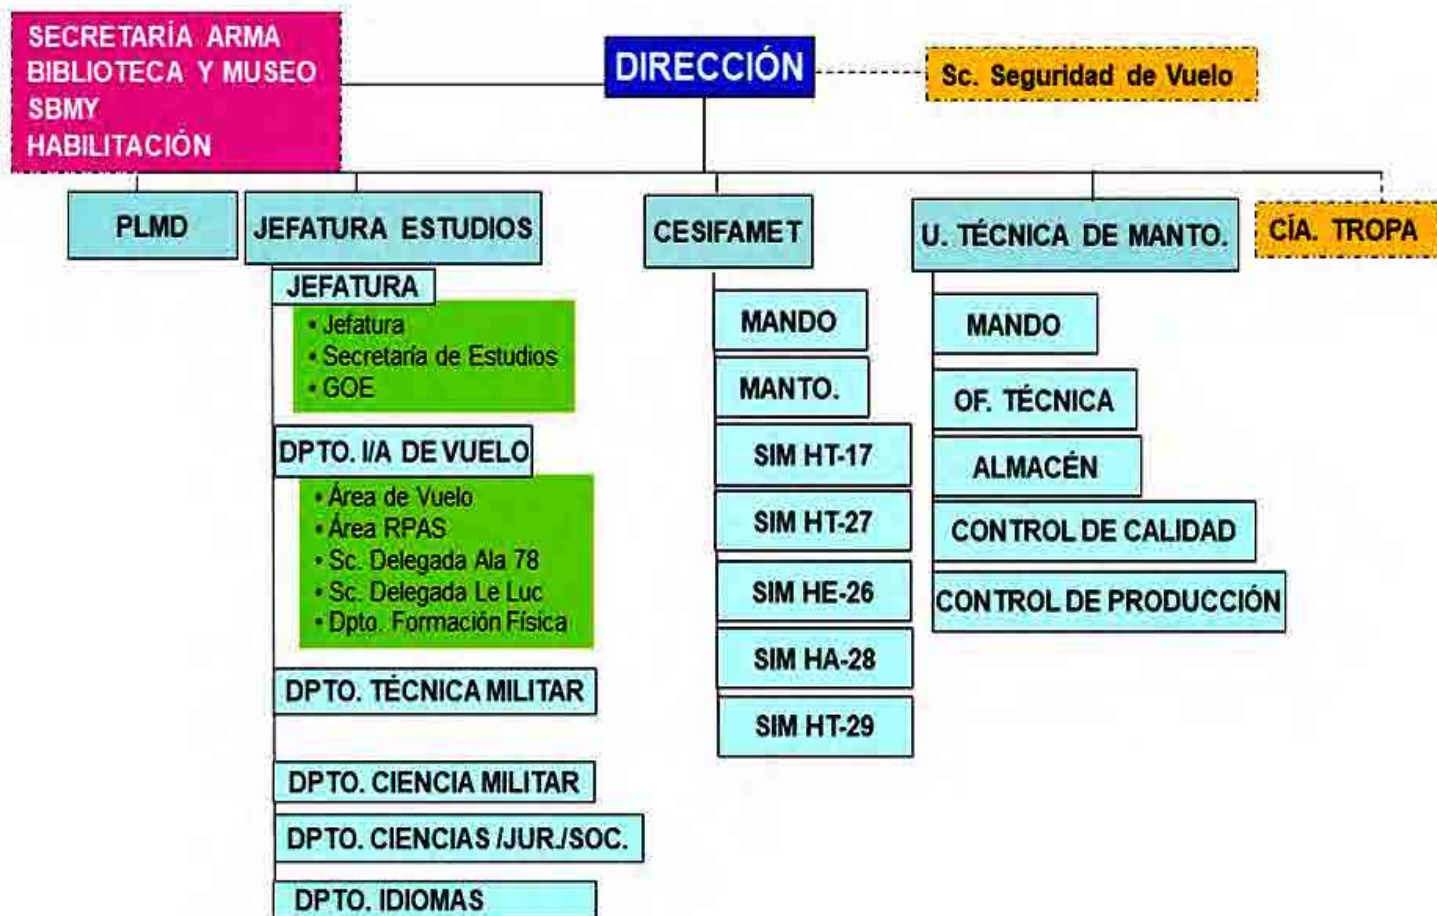 SECRETARÍA ARMA
BIBLIOTECA Y MUSEO
SBMY
HABILITACIÓN
DIRECCIÓN
Sc. Seguridad de Vuelo
PLMD
JEFATURA ESTUDIOS
CESIFAMET
U. TÉCNICA DE MANTO.
CÍA. TROPA
JEFATURA
• Jefatura
• Secretaría de Estudios
• GOE
DPTO. I/A DE VUELO
• Área de Vuelo
• Área RPAS
• Sc. Delegada Ala 78
• Sc. Delegada Le Luc
• Dpto. Formación Física
DPTO. TÉCNICA MILITAR
DPTO. CIENCIA MILITAR
DPTO. CIENCIAS /JUR./SOC.
DPTO. IDIOMAS
MANDO
MANTO.
SIM HT-17
SIM HT-27
SIM HE-26
SIM HA-28
SIM HT-29
MANDO
OF. TÉCNICA
ALMACÉN
CONTROL DE CALIDAD
CONTROL DE PRODUCCIÓN